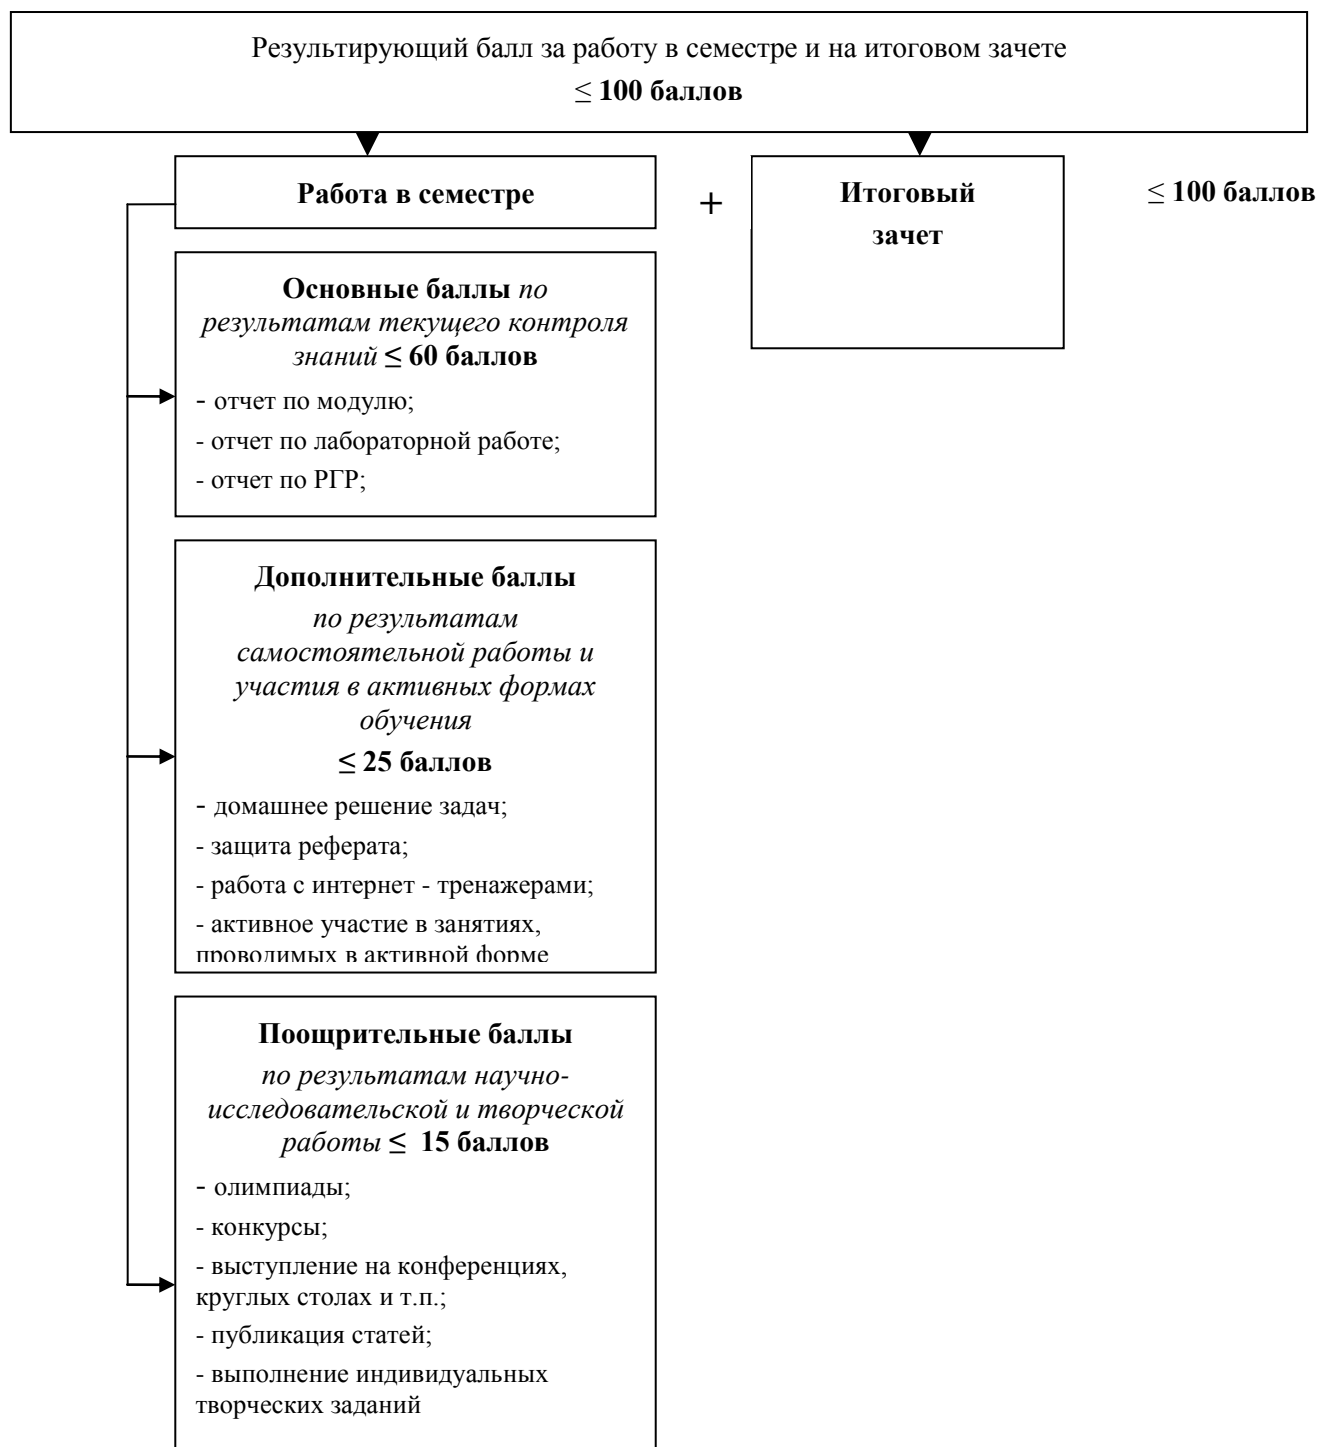 Результирующий балл за работу в семестре и на итоговом зачете
≤ 100 баллов
Работа в семестре
+
Итоговый
зачет
≤ 100 баллов
Основные баллы по
результатам текущего контроля
знаний ≤ 60 баллов
- отчет по модулю;
- отчет по лабораторной работе;
- отчет по РГР;
Дополнительные баллы
по результатам
самостоятельной работы и
участия в активных формах
обучения
≤ 25 баллов
- домашнее решение задач;
- защита реферата;
- работа с интернет - тренажерами;
- активное участие в занятиях,
проводимых в активной форме
Поощрительные баллы
по результатам научно-
исследовательской и творческой
работы ≤ 15 баллов
- олимпиады;
- конкурсы;
- выступление на конференциях,
круглых столах и т.п.;
- публикация статей;
- выполнение индивидуальных
творческих заданий